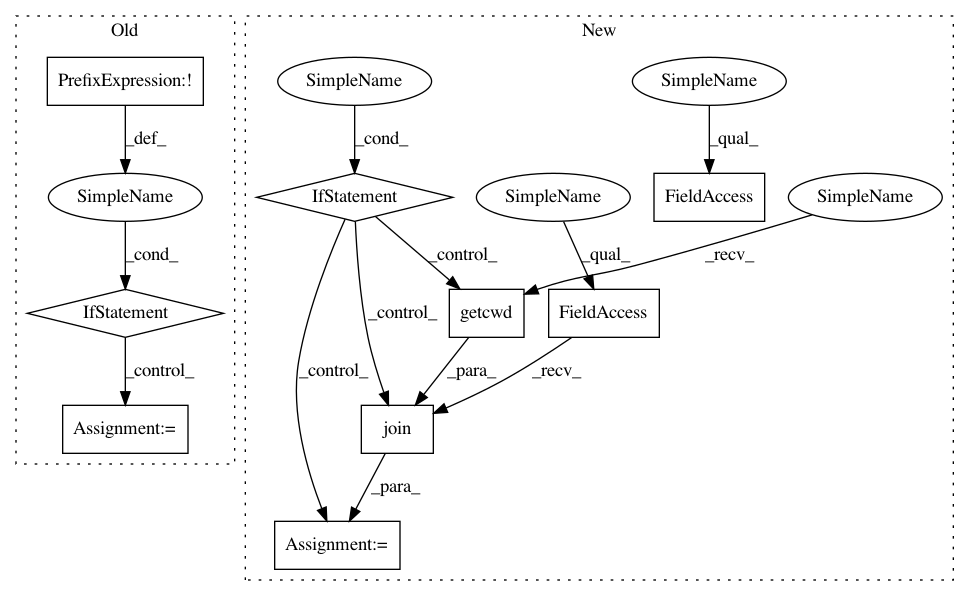 Old
New
PrefixExpression:!
SimpleName
SimpleName
_def_
_cond_
_qual_
SimpleName
IfStatement
SimpleName
FieldAccess
SimpleName
_cond_
_control_
_qual_
_recv_
IfStatement
getcwd
FieldAccess
_control_
_control_
_control_
_para_
_recv_
Assignment:=
join
_para_
Assignment:=